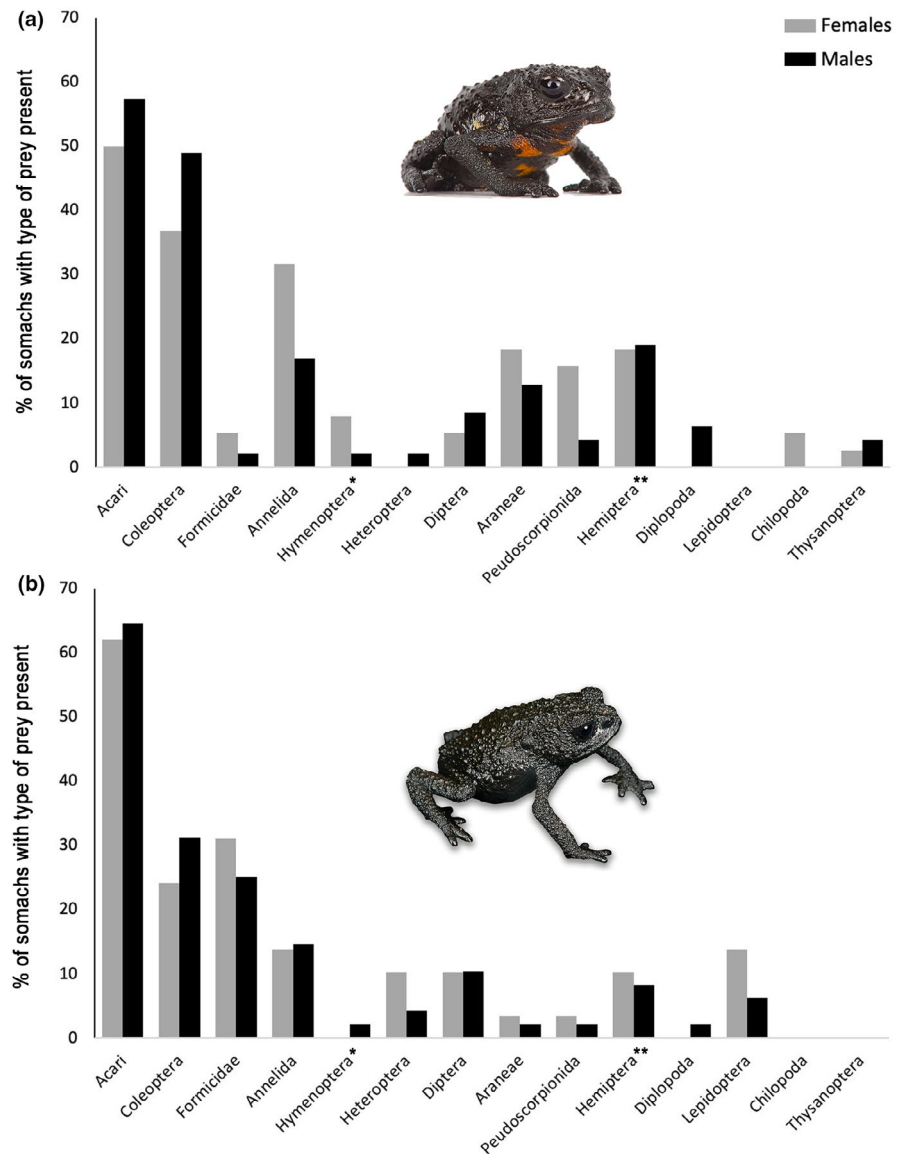 (a)
Females
Males
% of somachs with type of prey present
70
60
50
40
30
20
10
0
Acari
Coleoptera
Formicidae
Annelida
Hymenoptera*
Heteroptera
Diptera
Araneae
Peudoscorpionida
Hemiptera**
Diplopoda
Lepidoptera
Chilopoda
Thysanoptera
(b)
% of somachs with type of prey present
70
60
50
40
30
20
10
0
Acari
Coleoptera
Formicidae
Annelida
Hymenoptera*
Heteroptera
Diptera
Araneae
Peudoscorpionida
Hemiptera**
Diplopoda
Lepidoptera
Chilopoda
Thysanoptera